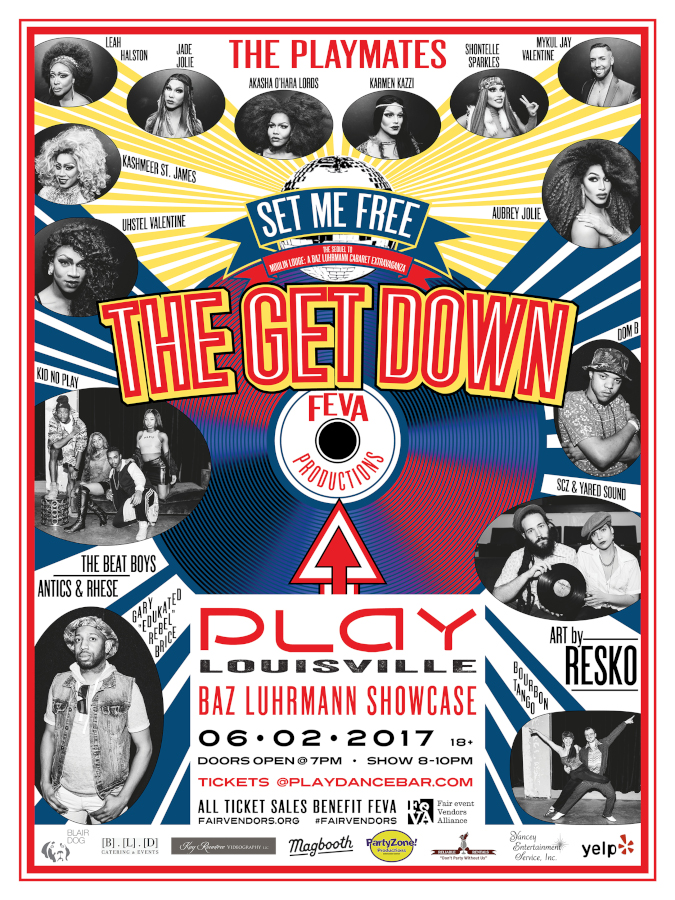 THE PLAYMATES
LEAH
HALSTON
JADE
JOLIE
AKASHA O'HARA LORDS
KARMEN KAZZI
SHONTELLE
SPARKLES
MYKUL JAY
VALENTINE
KASHMEER ST. JAMES
UHSTEL VALENTINE
AUBREY JOLIE
SET ME FREE
THE SEQUEL TO
MOULIN LOUGE: A BAZ LUHRMANN CABARET EXTRAVAGANZA
THE GET DOWN
DOM B
KID NO PLAY
FEVA
PRODUCTIONS
SCZ & YARED SOUND
THE BEAT BOYS
ANTICS & RHESE
GARY
"EDUKATED
REBEL"
BRICE
ART by
RESKO
BOURBON
TANGO
PLAY
LOUISVILLE
BAZ LUHRMANN SHOWCASE
06•02•2017 18+
DOORS OPEN @ 7PM • SHOW 8-10PM
TICKETS @PLAYDANCEBAR.COM
ALL TICKET SALES BENEFIT FEVA
FAIRVENDORS.ORG #FAIRVENDORS
FEVA
Fair event
Vendors
Alliance
BLAIR
DOG
[B].[L].[D]
CATERING & EVENTS
Kay Rountree VIDEOGRAPHY
Magbooth
PartyZone!
Productions
RELIABLE RENTALS
"Don't Party Without Us"
Yancey
Entertainment
Service, Inc.
yelp